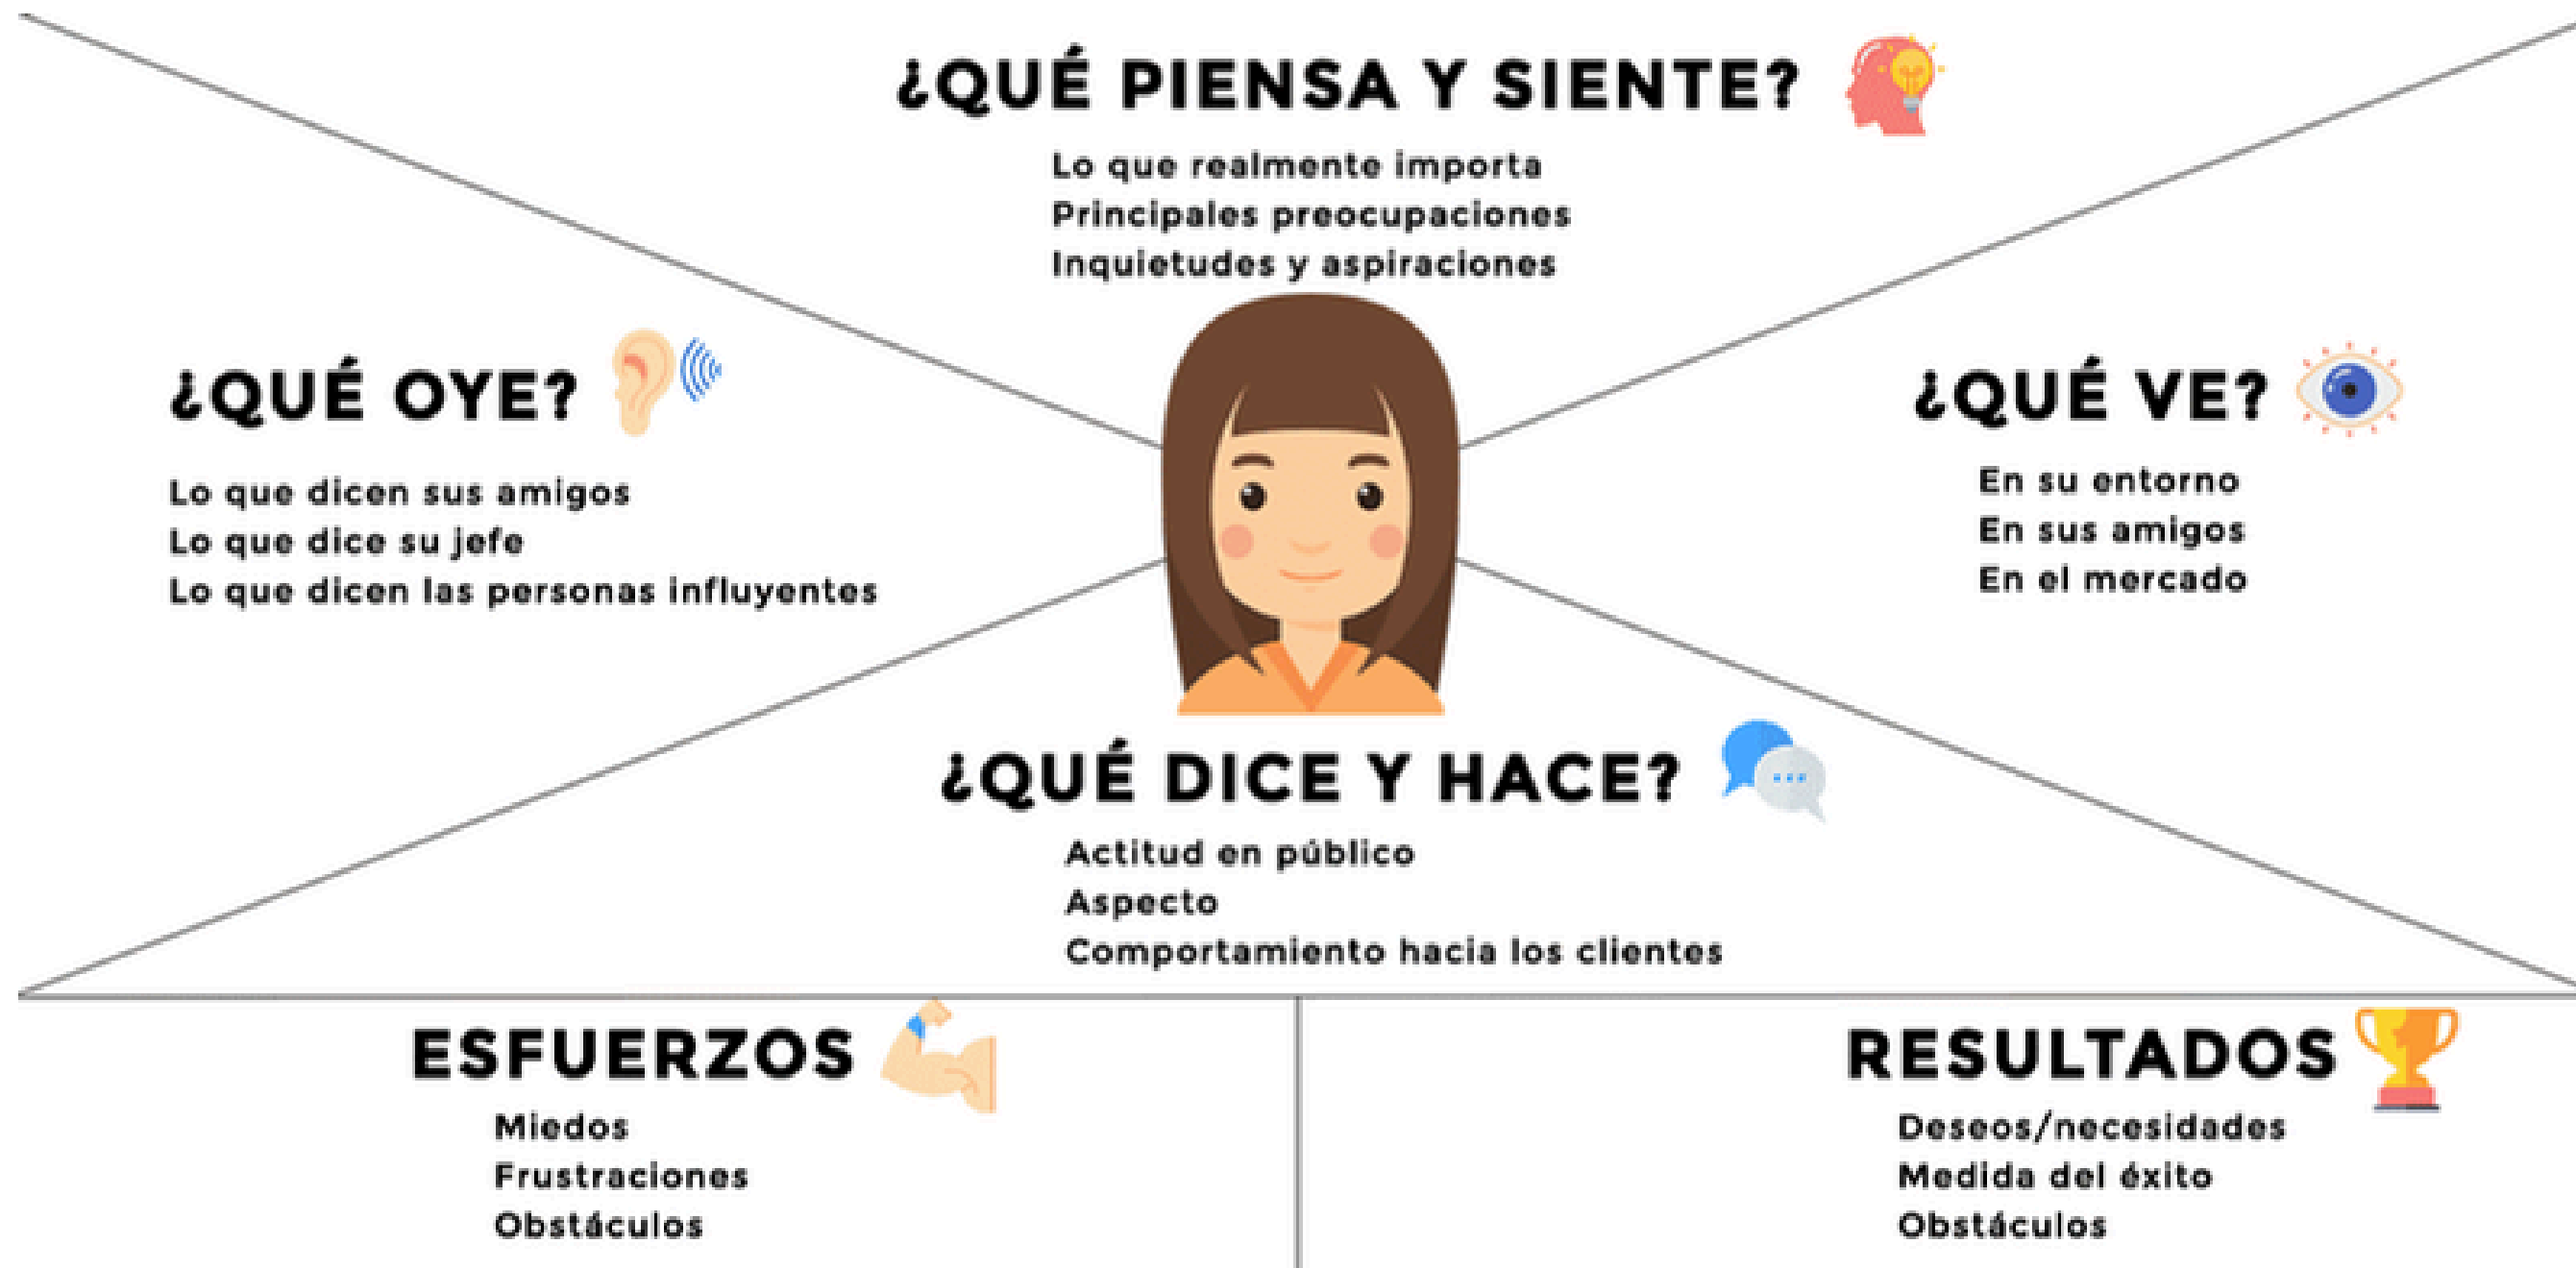 ¿QUÉ PIENSA Y SIENTE?
Lo que realmente importa
Principales preocupaciones
Inquietudes y aspiraciones
¿QUÉ OYE?
Lo que dicen sus amigos
Lo que dice su jefe
Lo que dicen las personas influyentes
¿QUÉ VE?
En su entorno
En sus amigos
En el mercado
¿QUÉ DICE Y HACE?
Actitud en público
Aspecto
Comportamiento hacia los clientes
ESFUERZOS
Miedos
Frustraciones
Obstáculos
RESULTADOS
Deseos/necesidades
Medida del éxito
Obstáculos